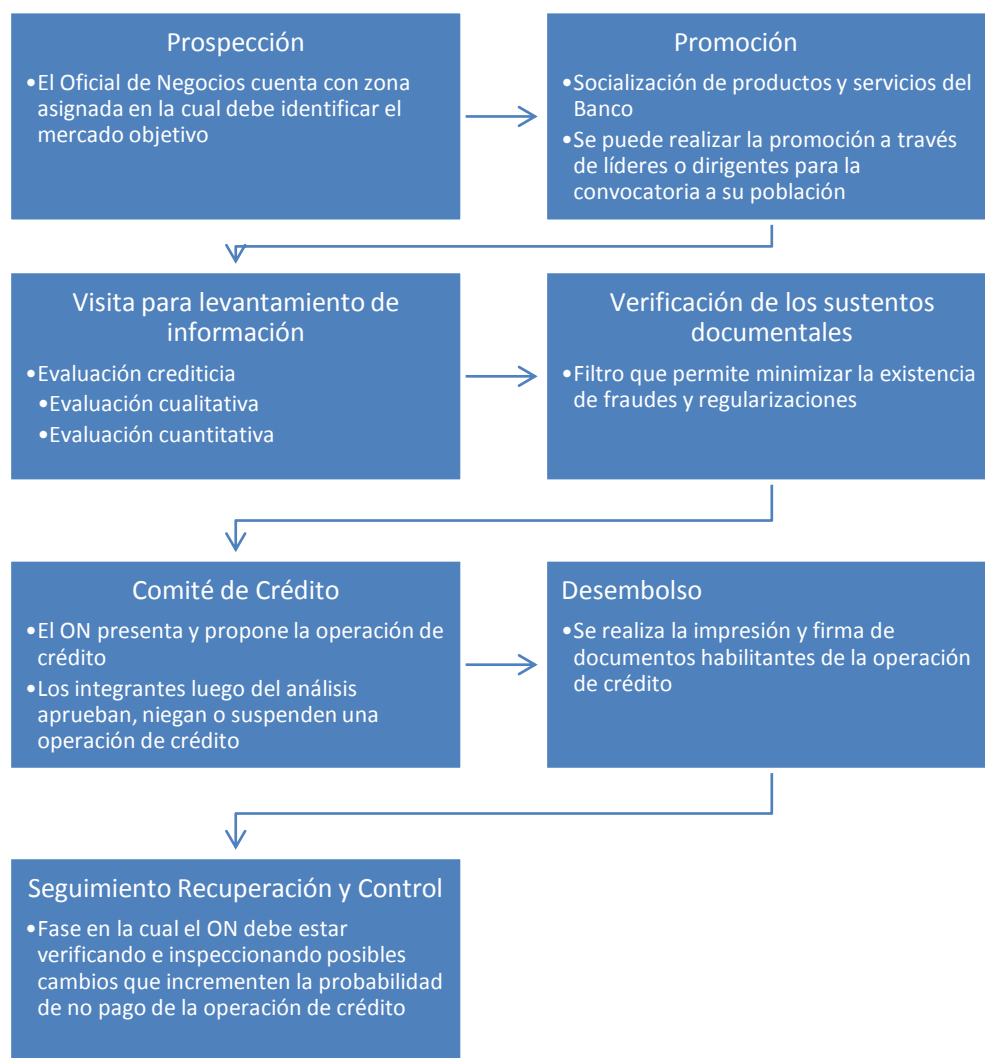 Prospección
•El Oficial de Negocios cuenta con zona
asignada en la cual debe identificar el
mercado objetivo
Promoción
•Socialización de productos y servicios del
Banco
•Se puede realizar la promoción a través
de líderes o dirigentes para la
convocatoria a su población
Visita para levantamiento de
información
•Evaluación crediticia
•Evaluación cualitativa
•Evaluación cuantitativa
Verificación de los sustentos
documentales
•Filtro que permite minimizar la existencia
de fraudes y regularizaciones
Comité de Crédito
•El ON presenta y propone la operación de
crédito
•Los integrantes luego del análisis
aprueban, niegan o suspenden una
operación de crédito
Desembolso
•Se realiza la impresión y firma de
documentos habilitantes de la operación
de crédito
Seguimiento Recuperación y Control
•Fase en la cual el ON debe estar
verificando e inspeccionando posibles
cambios que incrementen la probabilidad
de no pago de la operación de crédito